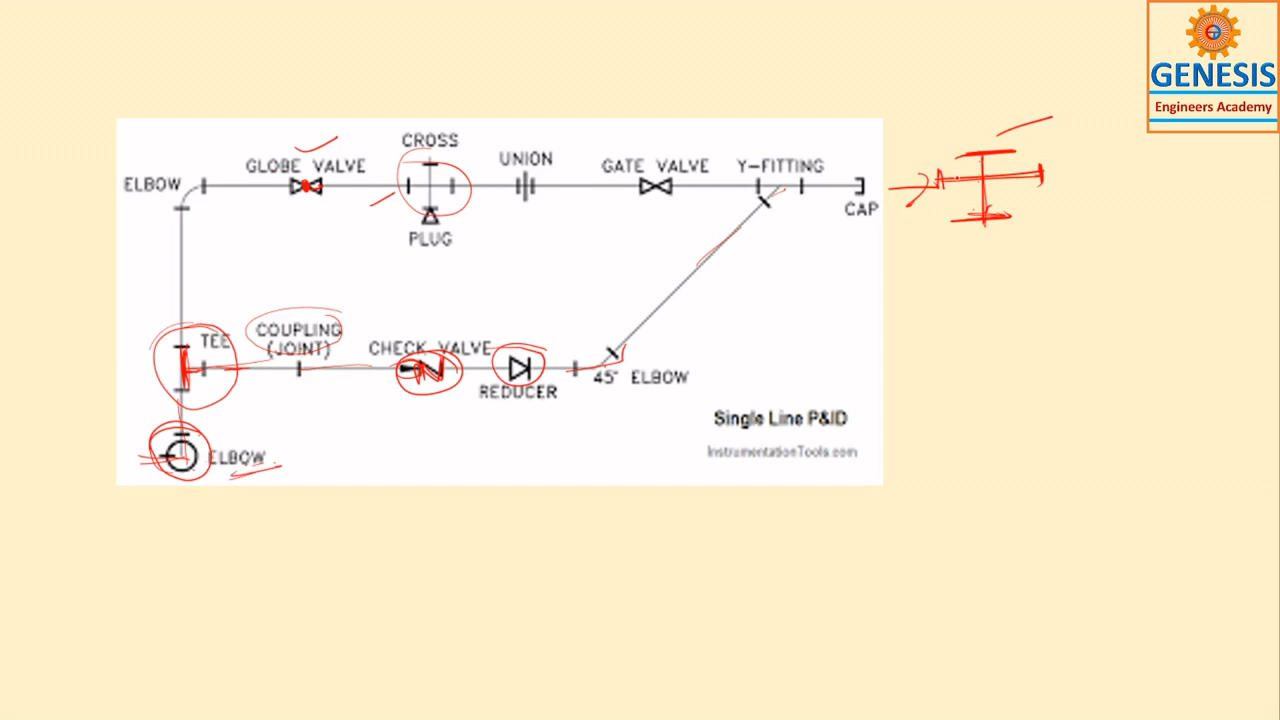 GENESIS
Engineers Academy
CROSS
GLOBE VALVE
UNION
GATE VALVE
Y-FITTING
ELBOW
CAP
PLUG
TEE
COUPLING
(JOINT)
CHECK VALVE
REDUCER
45° ELBOW
Single Line P&ID
InstrumentationTools.com
ELBOW